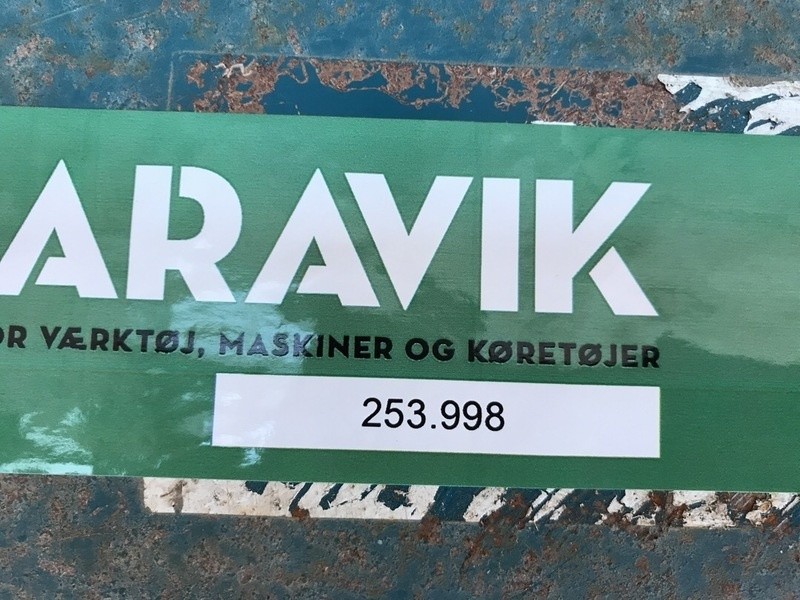 ARAVIK
OR VÆRKTØJ, MASKINER OG KØRETØJER
253.998